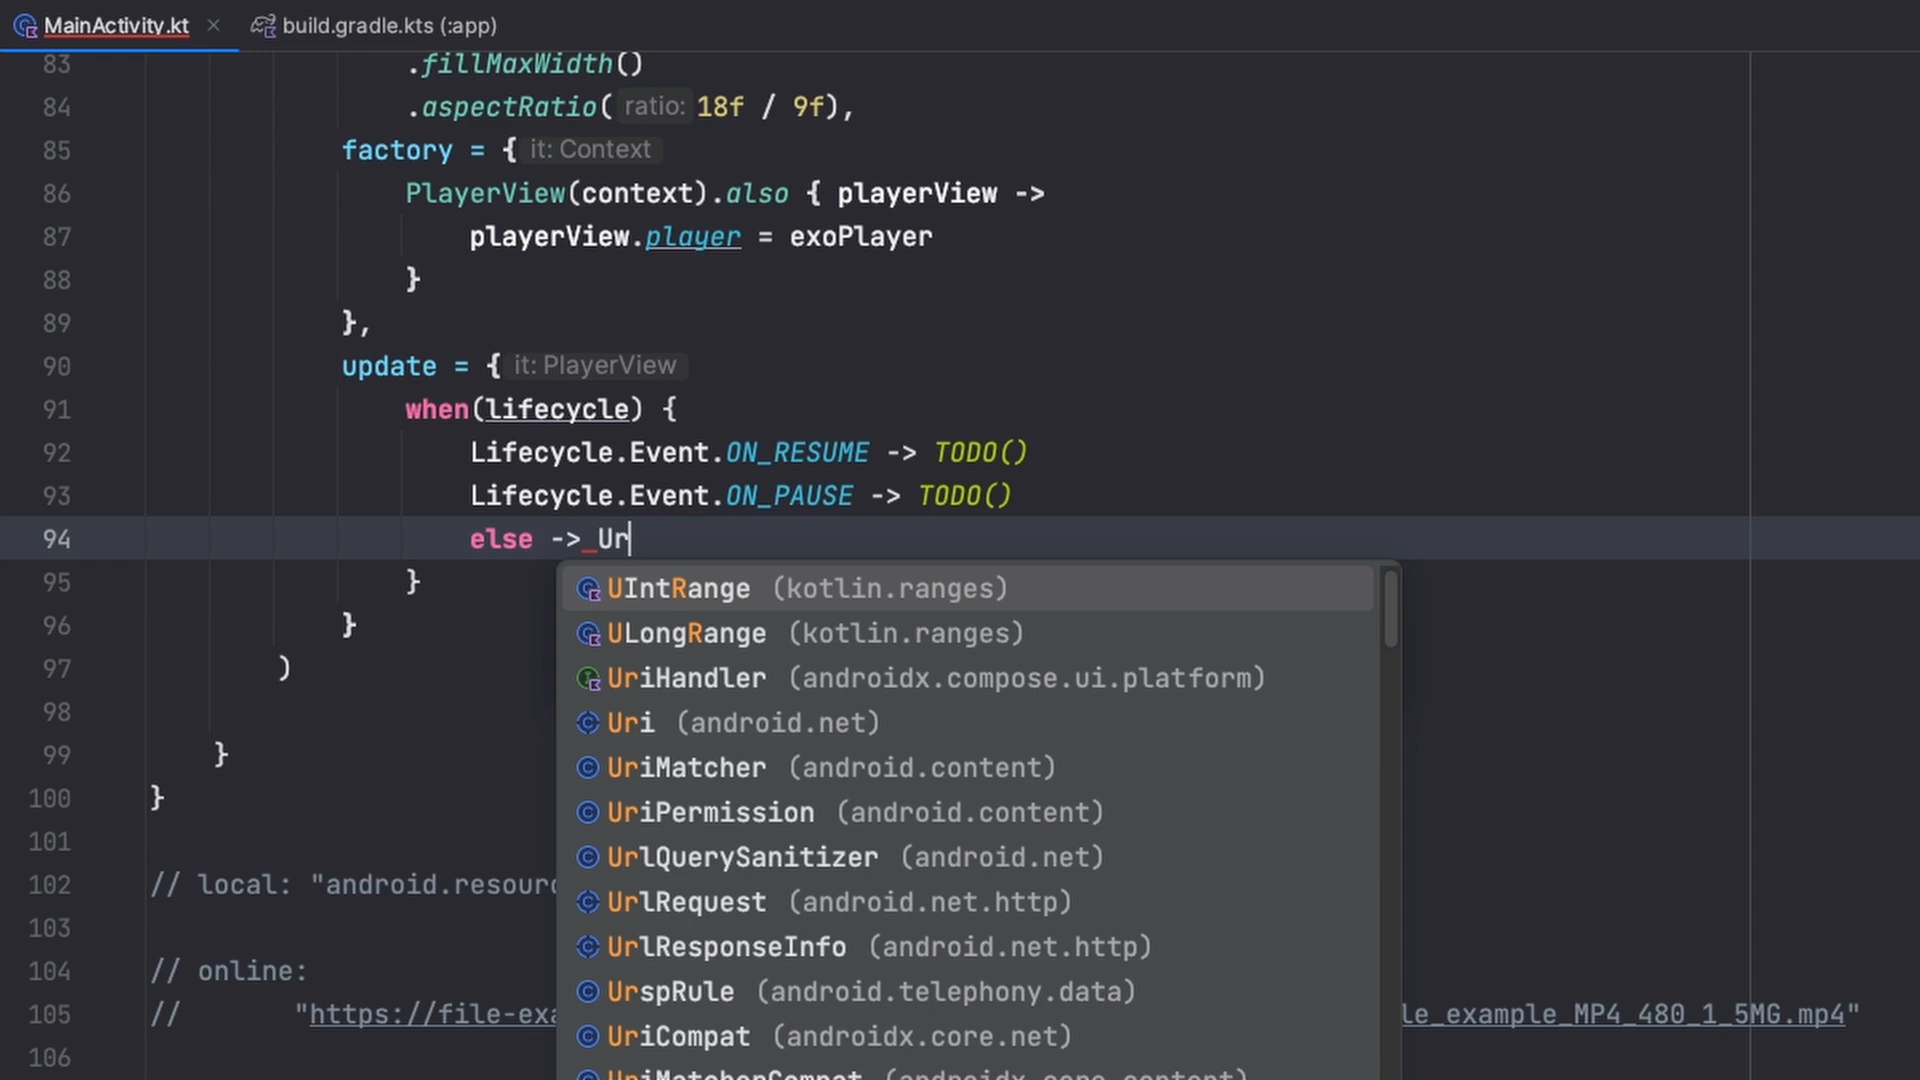 MainActivity.kt × build.gradle.kts (:app)
83 .fillMaxWidth()
84 .aspectRatio( ratio: 18f / 9f),
85 factory = { it: Context
86 PlayerView(context).also { playerView ->
87 playerView.player = exoPlayer
88 }
89 },
90 update = { it: PlayerView
91 when(lifecycle) {
92 Lifecycle.Event.ON_RESUME -> TODO()
93 Lifecycle.Event.ON_PAUSE -> TODO()
94 else -> Ur
95 }
96 }
97 )
98
99 }
100 }
101
102 // local: "android.resourc
103
104 // online:
105 // "https://file-exa le_example_MP4_480_1_5MG.mp4"
106
UIntRange (kotlin.ranges)
ULongRange (kotlin.ranges)
UriHandler (androidx.compose.ui.platform)
Uri (android.net)
UriMatcher (android.content)
UriPermission (android.content)
UrlQuerySanitizer (android.net)
UrlRequest (android.net.http)
UrlResponseInfo (android.net.http)
UrspRule (android.telephony.data)
UriCompat (androidx.core.net)
UriMatcherCompat (androidx.core.content)